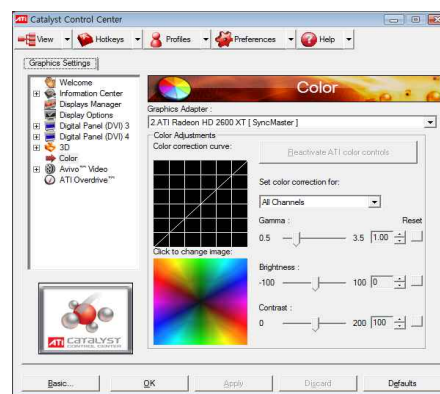 Catalyst Control Center
View Hotkeys Profiles Preferences Help
Graphics Settings
Welcome
Information Center
Displays Manager
Display Options
Digital Panel (DVI) 3
Digital Panel (DVI) 4
3D
Color
Avivo™ Video
ATI Overdrive™
Color
Graphics Adapter :
2.ATI Radeon HD 2600 XT [ SyncMaster ]
Color Adjustments
Color correction curve:
Reactivate ATI color controls
Set color correction for:
All Channels
Gamma : Reset
0.5 3.5 1.00
Click to change image:
Brightness :
-100 100 0
Contrast :
0 200 100
ATI CATALYST
CONTROL CENTER
Basic... OK Apply Discard Defaults